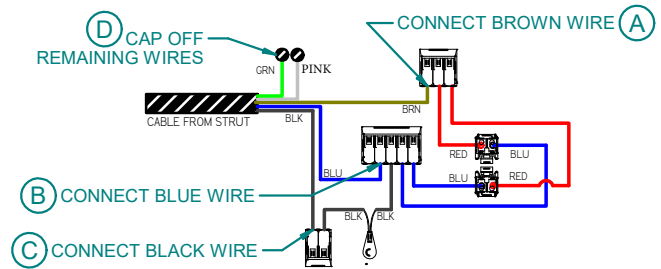 D CAP OFF
REMAINING WIRES
CONNECT BROWN WIRE A
GRN
PINK
CABLE FROM STRUT
BLK
BRN
RED
BLU
BLU
BLU
RED
B CONNECT BLUE WIRE
BLK
BLK
C CONNECT BLACK WIRE